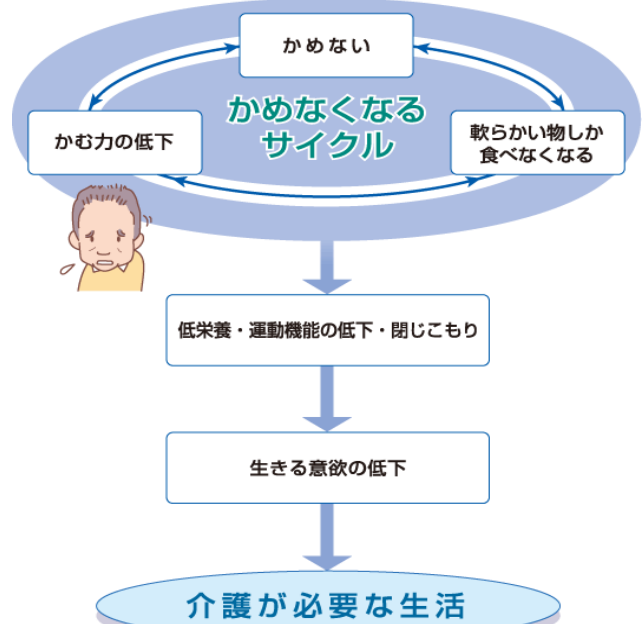 かめない
かめなくなる
サイクル
かむ力の低下
軟らかい物しか
食べなくなる
低栄養・運動機能の低下・閉じこもり
生きる意欲の低下
介護が必要な生活